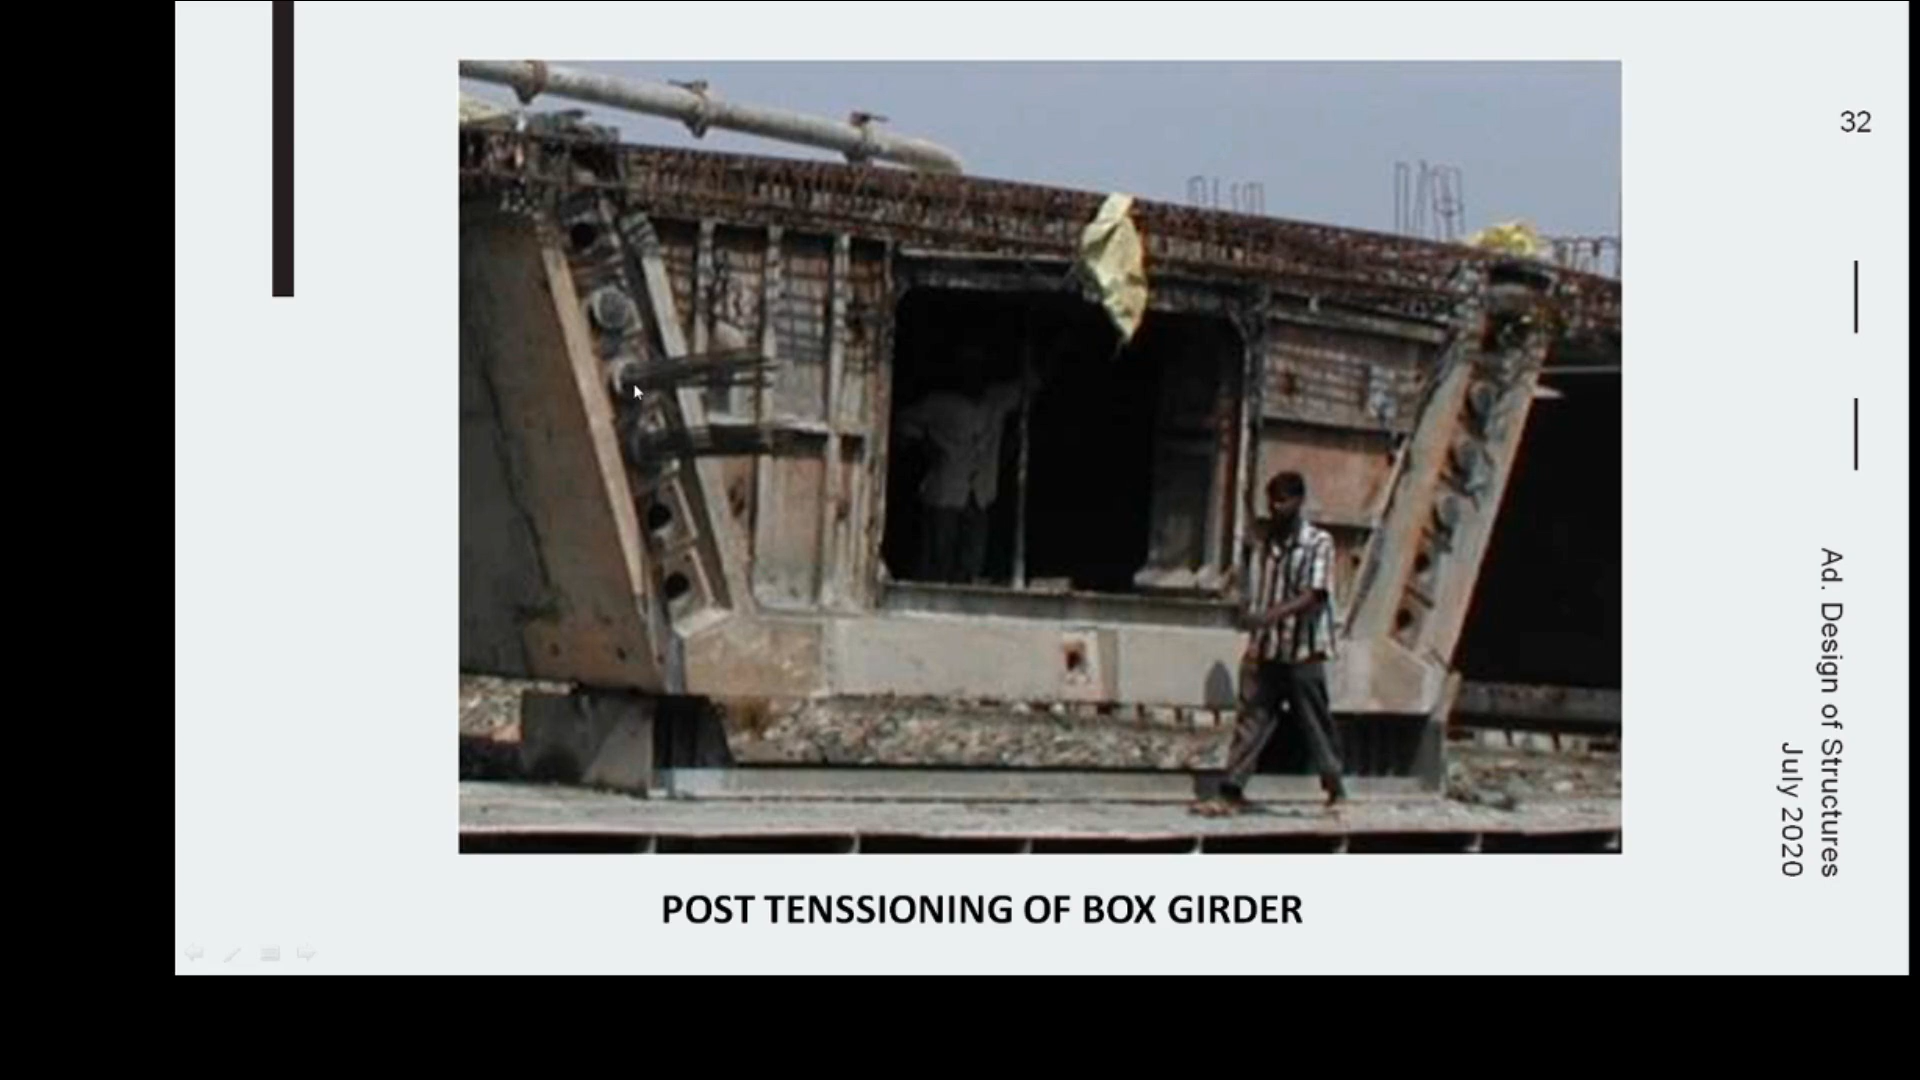 32
Ad. Design of Structures
July 2020
POST TENSSIONING OF BOX GIRDER